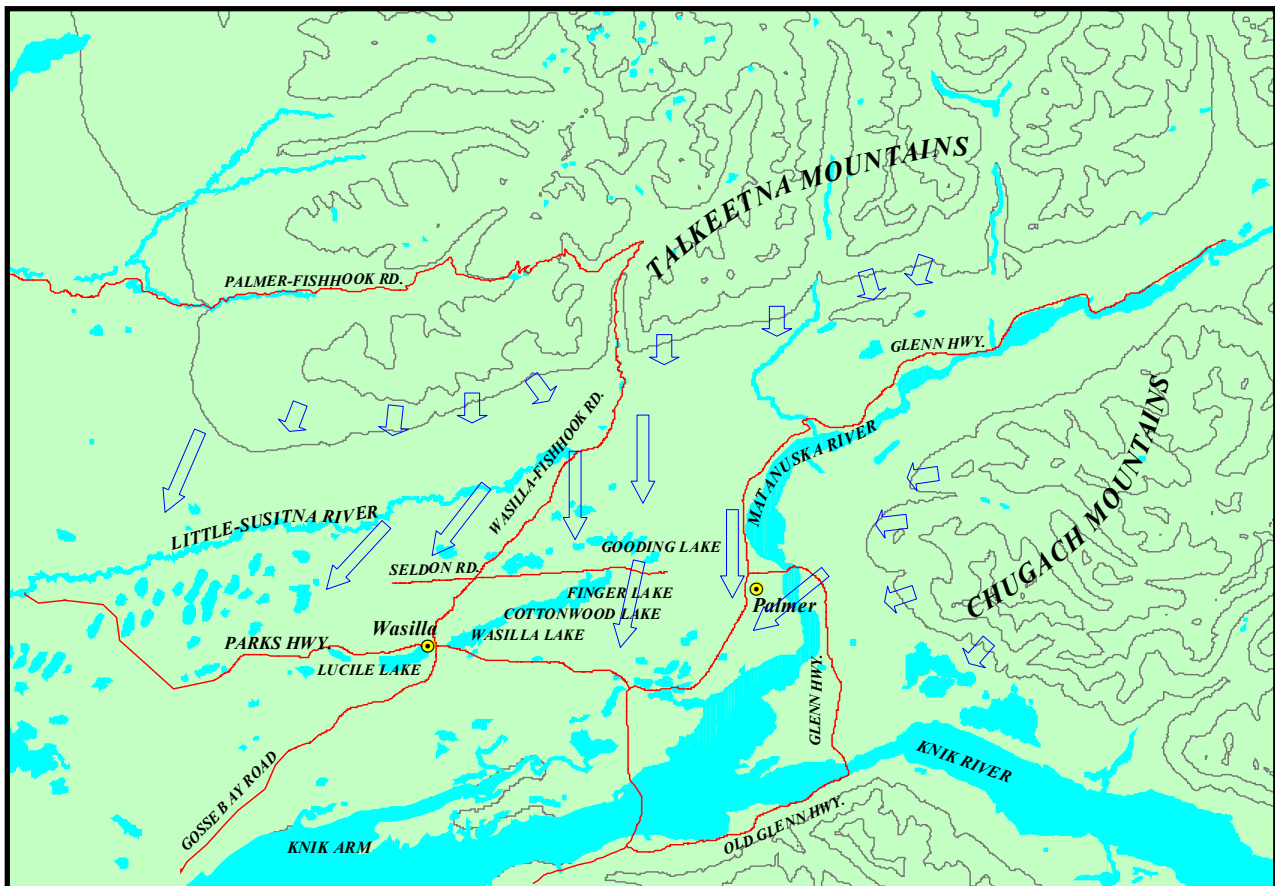 TALKEETNA MOUNTAINS
PALMER-FISHHOOK RD.
GLENN HWY.
CHUGACH MOUNTAINS
WASILLA-FISHHOOK RD.
MATANUSKA RIVER
LITTLE-SUSITNA RIVER
GOODING LAKE
SELDON RD.
FINGER LAKE
Palmer
COTTONWOOD LAKE
Wasilla
WASILLA LAKE
PARKS HWY.
LUCILE LAKE
GLENN HWY.
KNIK RIVER
GOSSE B AY ROAD
OLD GLENN HWY.
KNIK ARM